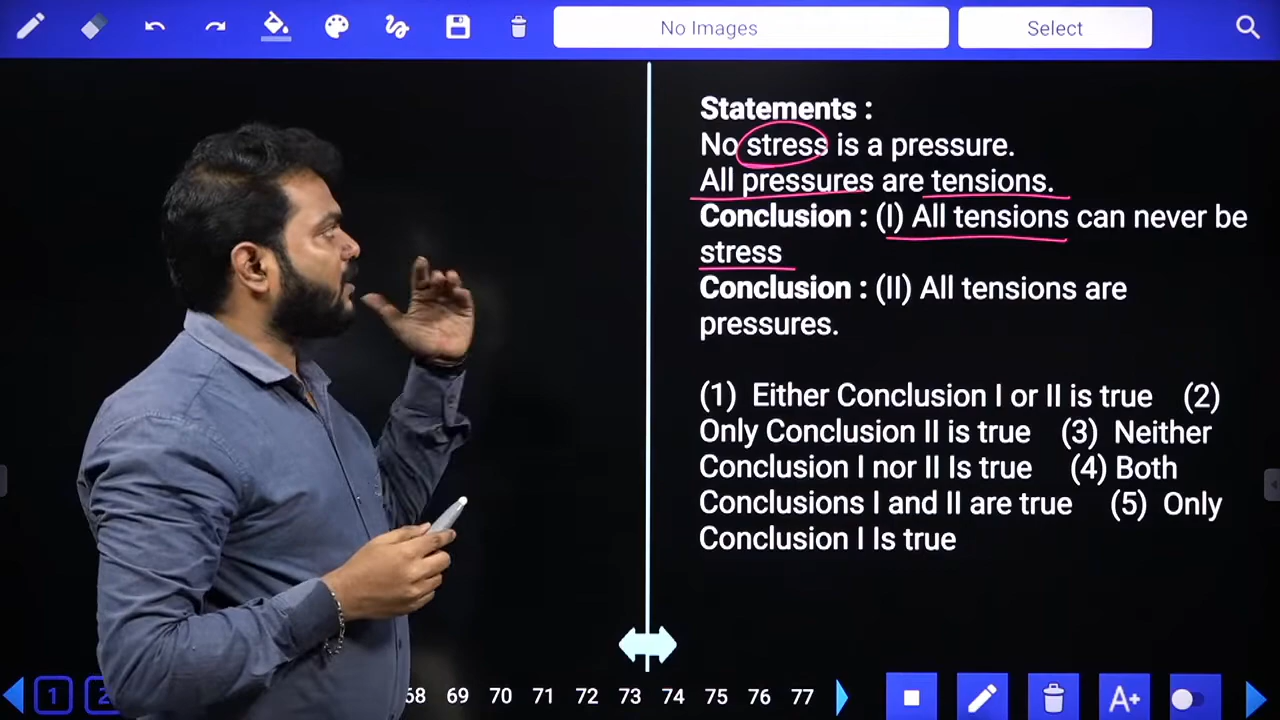 No Images
Select
Statements :
No stress is a pressure.
All pressures are tensions.
Conclusion : (I) All tensions can never be
stress
Conclusion : (II) All tensions are
pressures.
(1) Either Conclusion I or II is true (2)
Only Conclusion II is true (3) Neither
Conclusion I nor II Is true (4) Both
Conclusions I and II are true (5) Only
Conclusion I Is true
1 2 68 69 70 71 72 73 74 75 76 77
A+